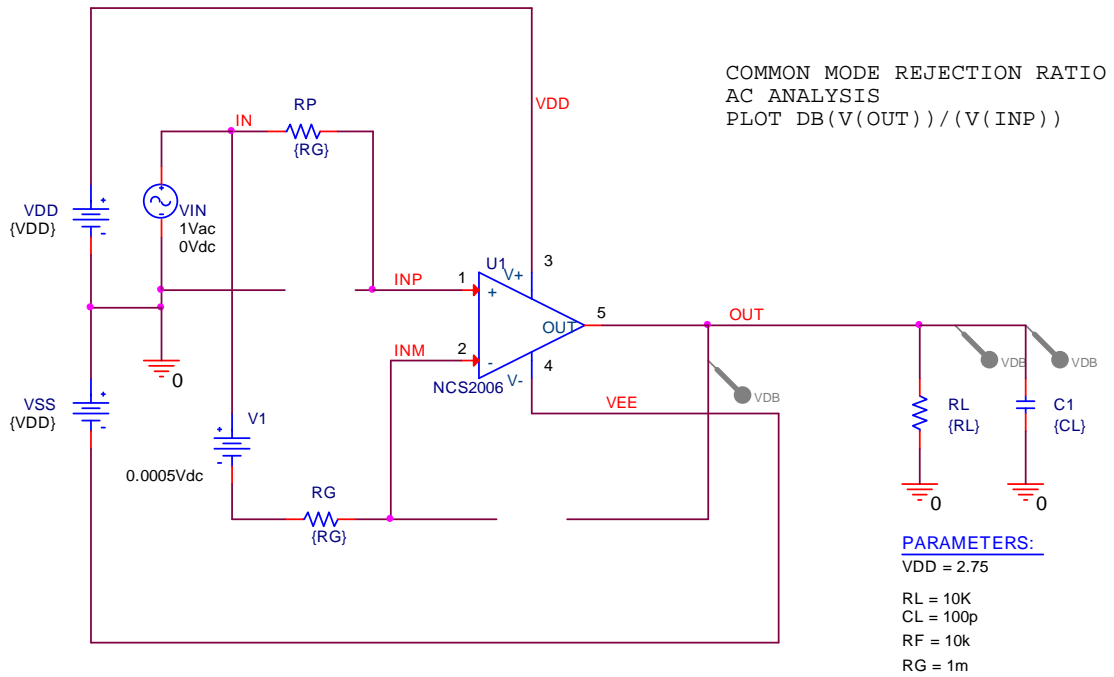 COMMON MODE REJECTION RATIO
AC ANALYSIS
PLOT DB(V(OUT))/(V(INP))
IN
RP
{RG}
VDD
VDD
{VDD}
VIN
1Vac
0Vdc
U1
3
V+
INP
1
+
5
OUT
OUT
INM
2
-
4
V-
NCS2006
VDB
VDB
VDB
0
VSS
{VDD}
V1
0.0005Vdc
VEE
RL
{RL}
C1
{CL}
RG
{RG}
0
0
PARAMETERS:
VDD = 2.75
RL = 10K
CL = 100p
RF = 10k
RG = 1m